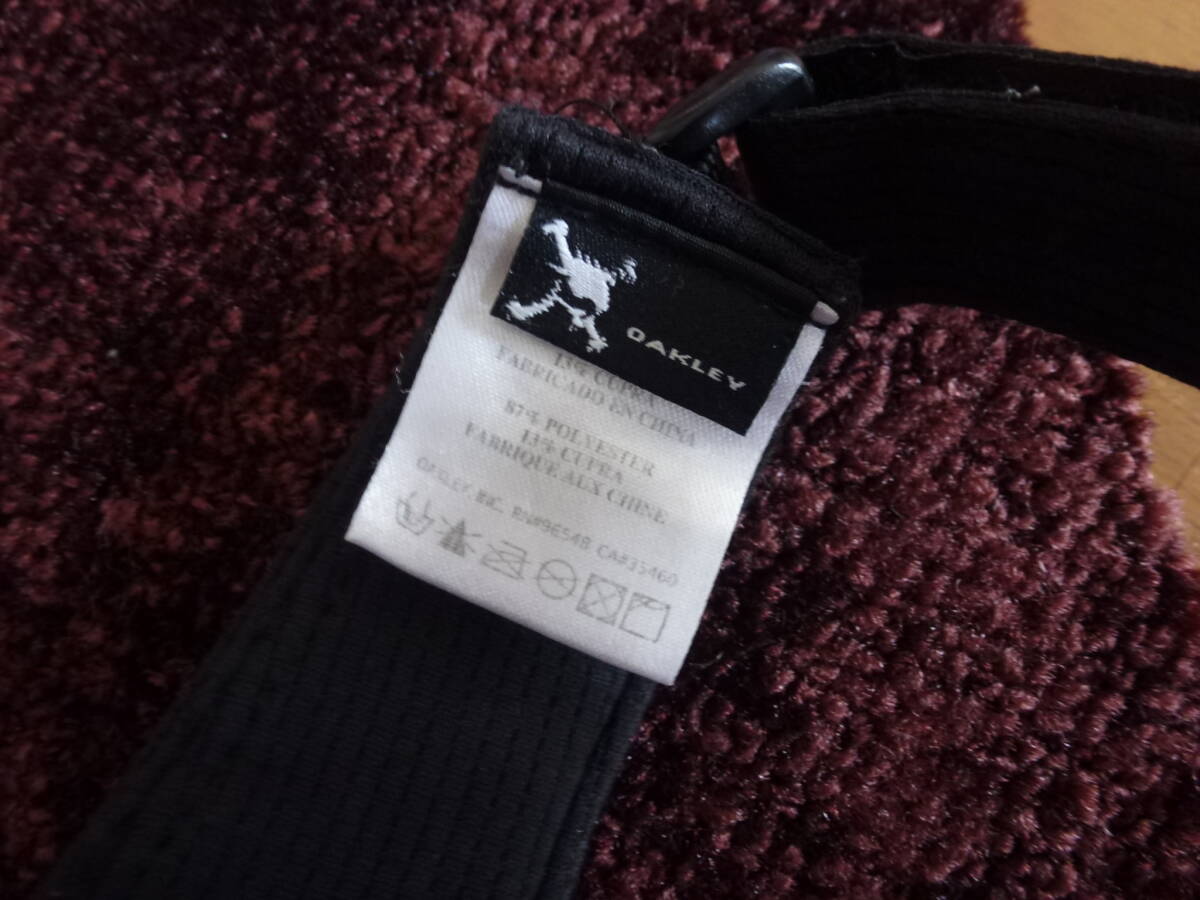 OAKLEY
13% CUPRA
FABRICADO EN CHINA
87% POLYESTER
13% CUPRA
FABRIQUE AUX CHINE
OAKLEY INC. RN#96548 CA#35460